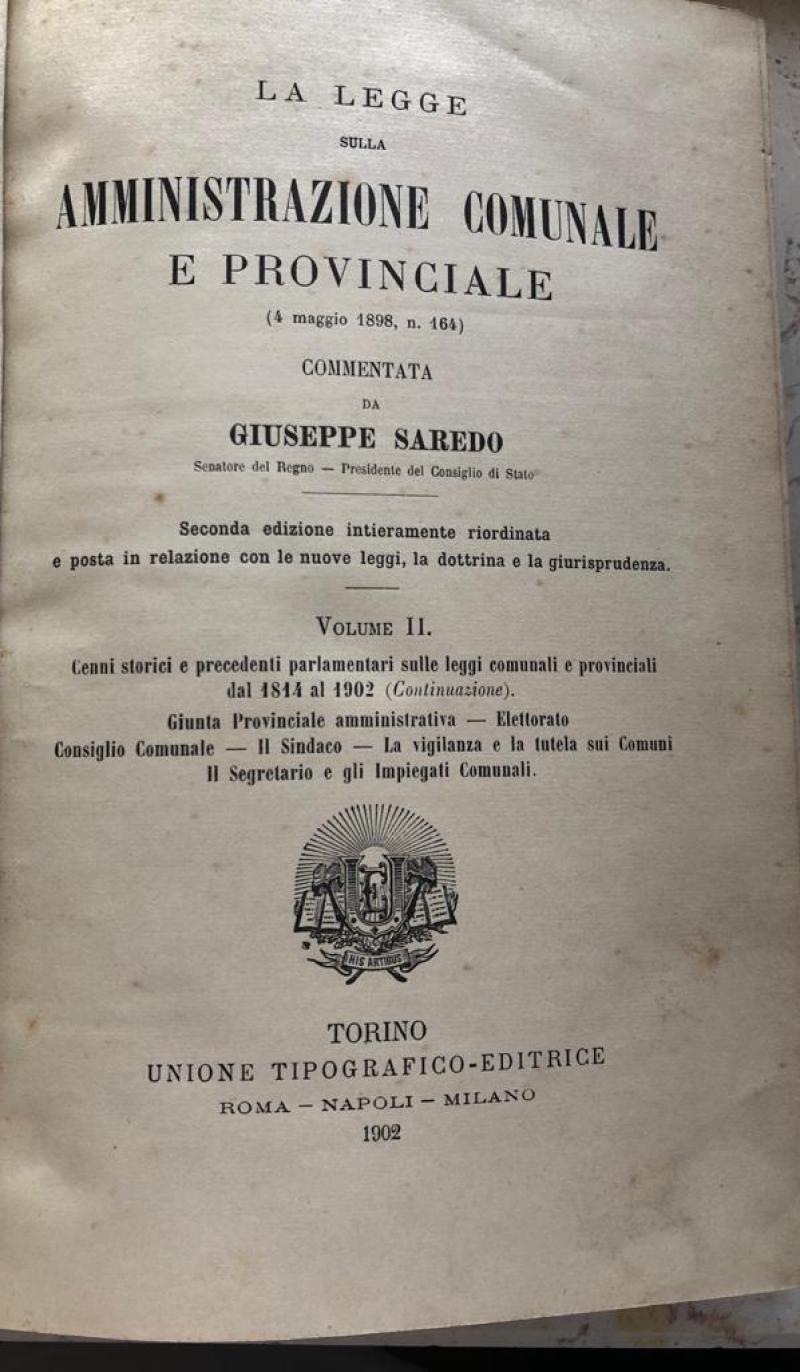 LA LEGGE
SULLA
AMMINISTRAZIONE COMUNALE
E PROVINCIALE
(4 maggio 1898, n. 164)
COMMENTATA
DA
GIUSEPPE SAREDO
Senatore del Regno — Presidente del Consiglio di Stato
Seconda edizione intieramente riordinata
e posta in relazione con le nuove leggi, la dottrina e la giurisprudenza.
VOLUME II.
Cenni storici e precedenti parlamentari sulle leggi comunali e provinciali
dal 1814 al 1902 (Continuazione).
Giunta Provinciale amministrativa — Elettorato
Consiglio Comunale — Il Sindaco — La vigilanza e la tutela sui Comuni
Il Segretario e gli Impiegati Comunali.
HIS ARTIBUS
TORINO
UNIONE TIPOGRAFICO-EDITRICE
ROMA — NAPOLI — MILANO
1902